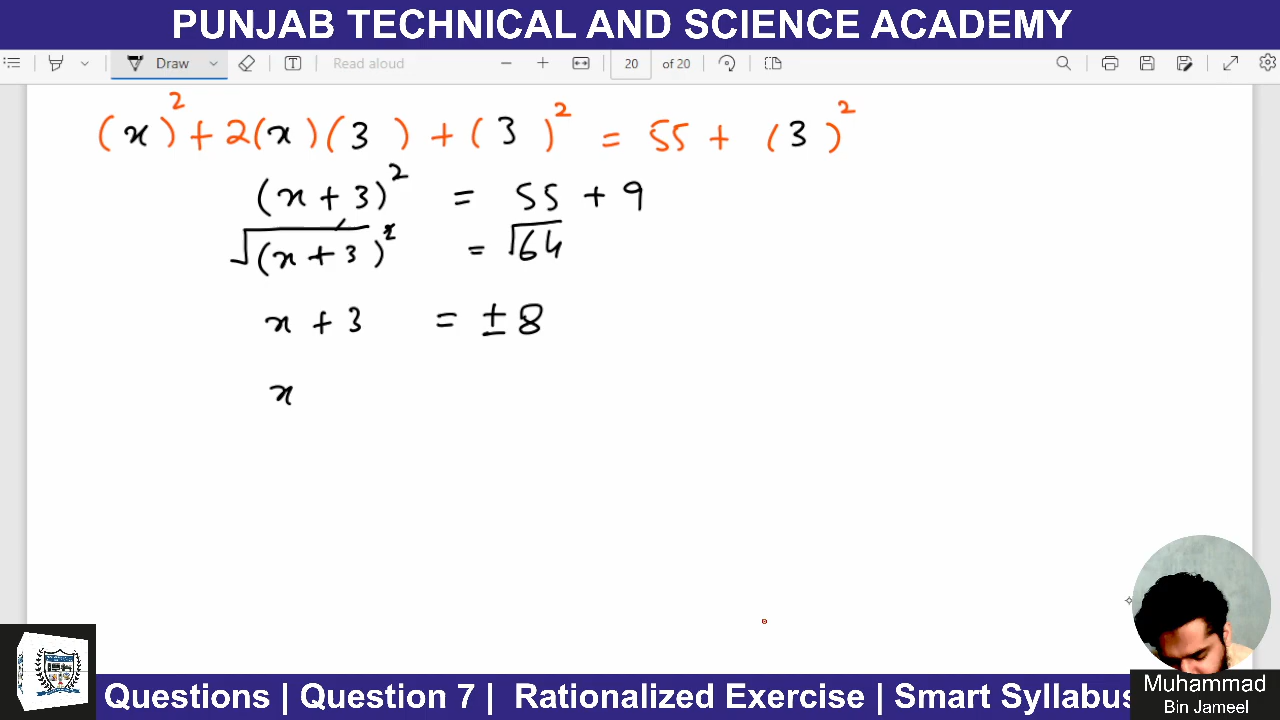 PUNJAB TECHNICAL AND SCIENCE ACADEMY
Draw Read aloud 20 of 20
(x)² + 2(x)(3) + (3)² = 55 + (3)²
(x + 3)² = 55 + 9
√(x + 3)² = √64
x + 3 = ± 8
x
Muhammad
Bin Jameel
Questions | Question 7 | Rationalized Exercise | Smart Syllabus